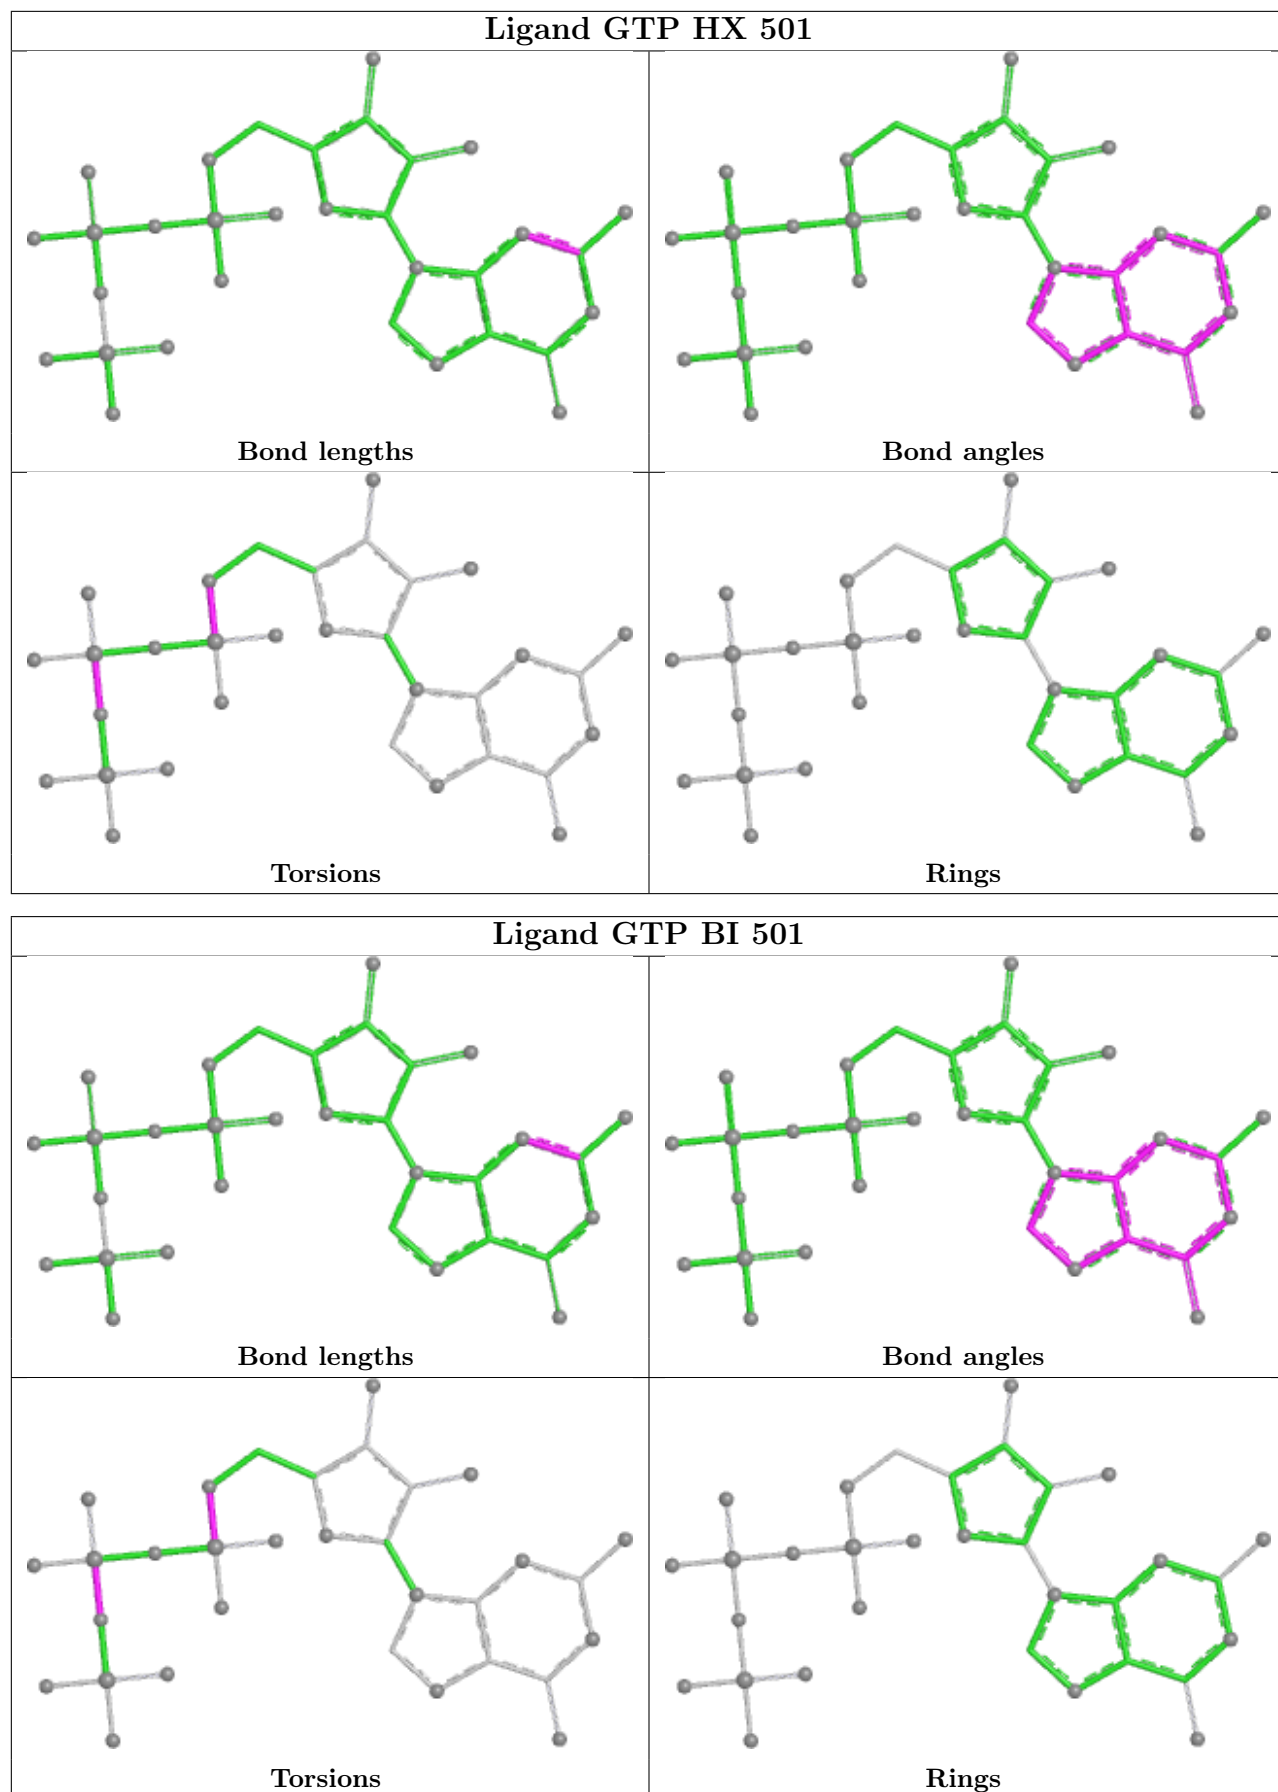 Ligand GTP HX 501
Bond lengths
Bond angles
Torsions
Rings
Ligand GTP BI 501
Bond lengths
Bond angles
Torsions
Rings